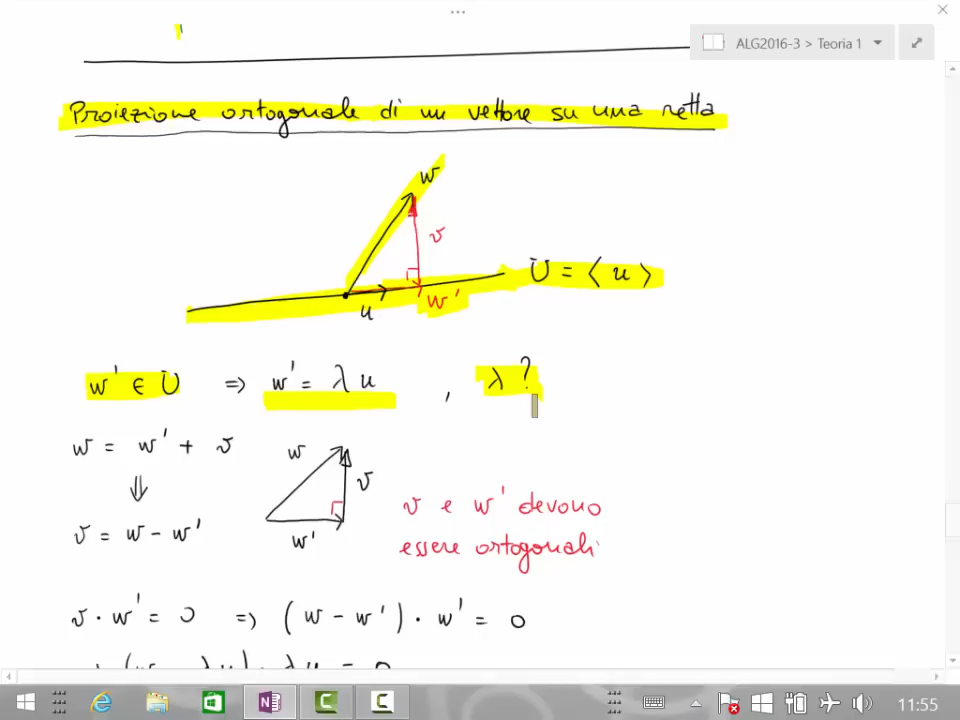 ALG2016-3 > Teoria 1
Proiezione ortogonale di un vettore su una retta
w
v
U = ⟨ u ⟩
w'
u
w' ∈ U ⇒ w' = λ u , λ ?
w = w' + v
w
v
⇓
v e w' devono
v = w - w'
w'
essere ortogonali
v · w' = 0 ⇒ (w - w') · w' = 0
11:55